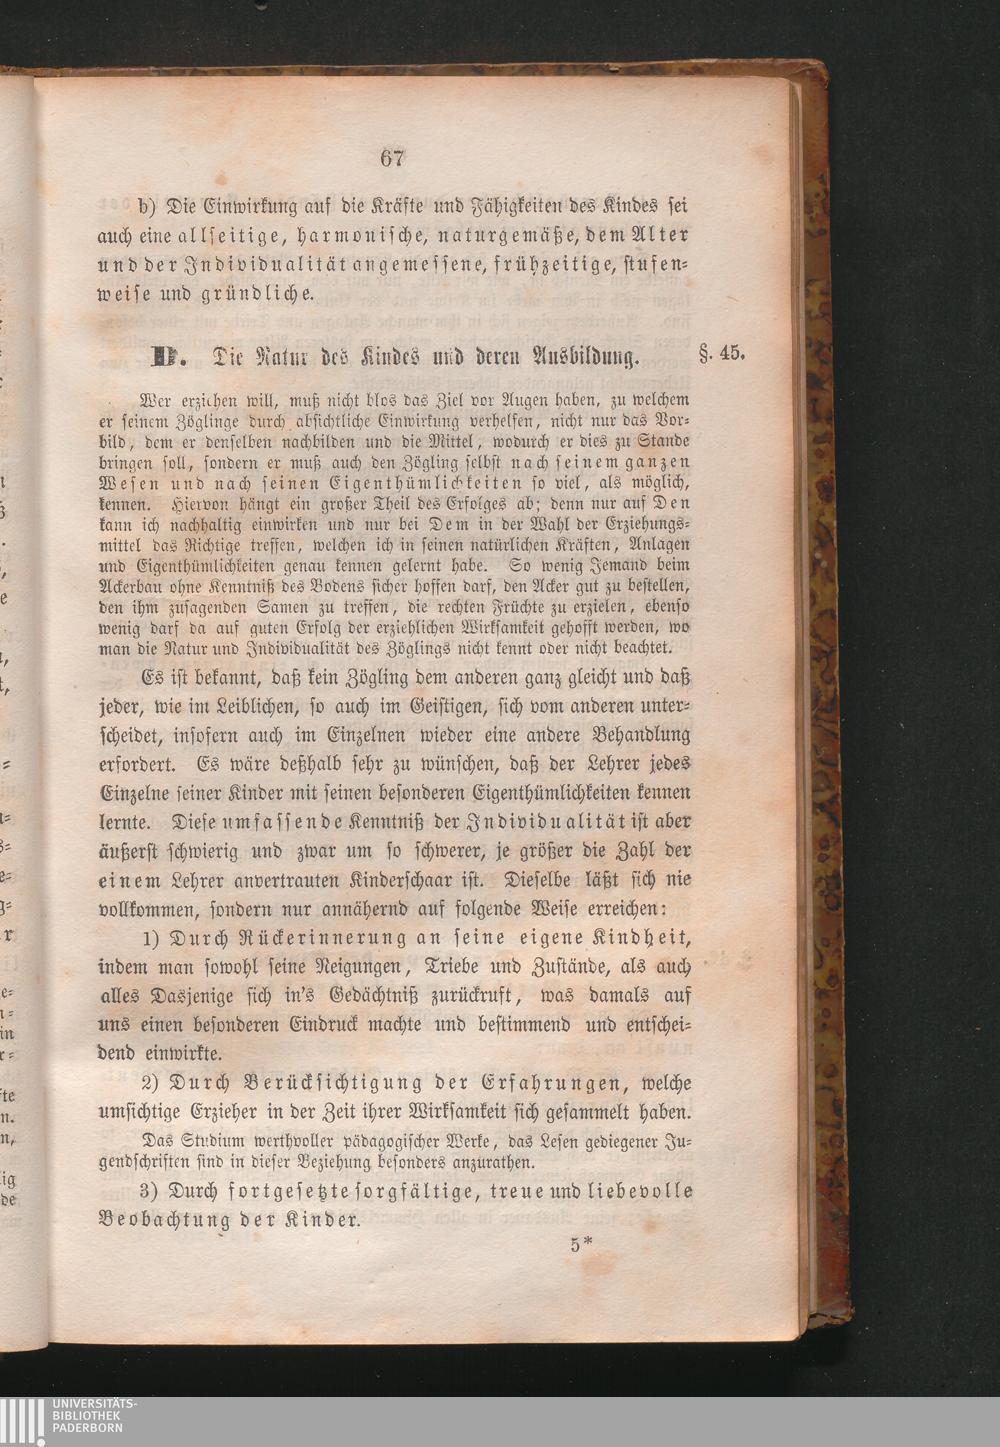 67
b) Die Einwirkung auf die Kräfte und Fähigkeiten des Kindes sei
auch eine allseitige, harmonische, naturgemäße, dem Alter
und der Individualität angemessene, frühzeitige, stufen=
weise und gründliche.
D. Die Natur des Kindes und deren Ausbildung.
§. 45.
Wer erziehen will, muß nicht blos das Ziel vor Augen haben, zu welchem
er seinem Zöglinge durch absichtliche Einwirkung verhelfen, nicht nur das Vor=
bild, dem er denselben nachbilden und die Mittel, wodurch er dies zu Stande
bringen soll, sondern er muß auch den Zögling selbst nach seinem ganzen
Wesen und nach seinen Eigenthümlichkeiten so viel, als möglich,
kennen. Hiervon hängt ein großer Theil des Erfolges ab; denn nur auf Den
kann ich nachhaltig einwirken und nur bei Dem in der Wahl der Erziehungs=
mittel das Richtige treffen, welchen ich in seinen natürlichen Kräften, Anlagen
und Eigenthümlichkeiten genau kennen gelernt habe. So wenig Jemand beim
Ackerbau ohne Kenntniß des Bodens sicher hoffen darf, den Acker gut zu bestellen,
den ihm zusagenden Samen zu treffen, die rechten Früchte zu erzielen, ebenso
wenig darf da auf guten Erfolg der erziehlichen Wirksamkeit gehofft werden, wo
man die Natur und Individualität des Zöglings nicht kennt oder nicht beachtet.
Es ist bekannt, daß kein Zögling dem anderen ganz gleicht und daß
jeder, wie im Leiblichen, so auch im Geistigen, sich vom anderen unter=
scheidet, insofern auch im Einzelnen wieder eine andere Behandlung
erfordert. Es wäre deßhalb sehr zu wünschen, daß der Lehrer jedes
Einzelne seiner Kinder mit seinen besonderen Eigenthümlichkeiten kennen
lernte. Diese umfassende Kenntniß der Individualität ist aber
äußerst schwierig und zwar um so schwerer, je größer die Zahl der
einem Lehrer anvertrauten Kinderschaar ist. Dieselbe läßt sich nie
vollkommen, sondern nur annähernd auf folgende Weise erreichen:
1) Durch Rückerinnerung an seine eigene Kindheit,
indem man sowohl seine Neigungen, Triebe und Zustände, als auch
alles Dasjenige sich in's Gedächtniß zurückruft, was damals auf
uns einen besonderen Eindruck machte und bestimmend und entschei=
dend einwirkte.
2) Durch Berücksichtigung der Erfahrungen, welche
umsichtige Erzieher in der Zeit ihrer Wirksamkeit sich gesammelt haben.
Das Studium werthvoller pädagogischer Werke, das Lesen gediegener Ju=
gendschriften sind in dieser Beziehung besonders anzurathen.
3) Durch fortgesetzte sorgfältige, treue und liebevolle
Beobachtung der Kinder.
5*
UNIVERSITÄTS-
BIBLIOTHEK
PADERBORN